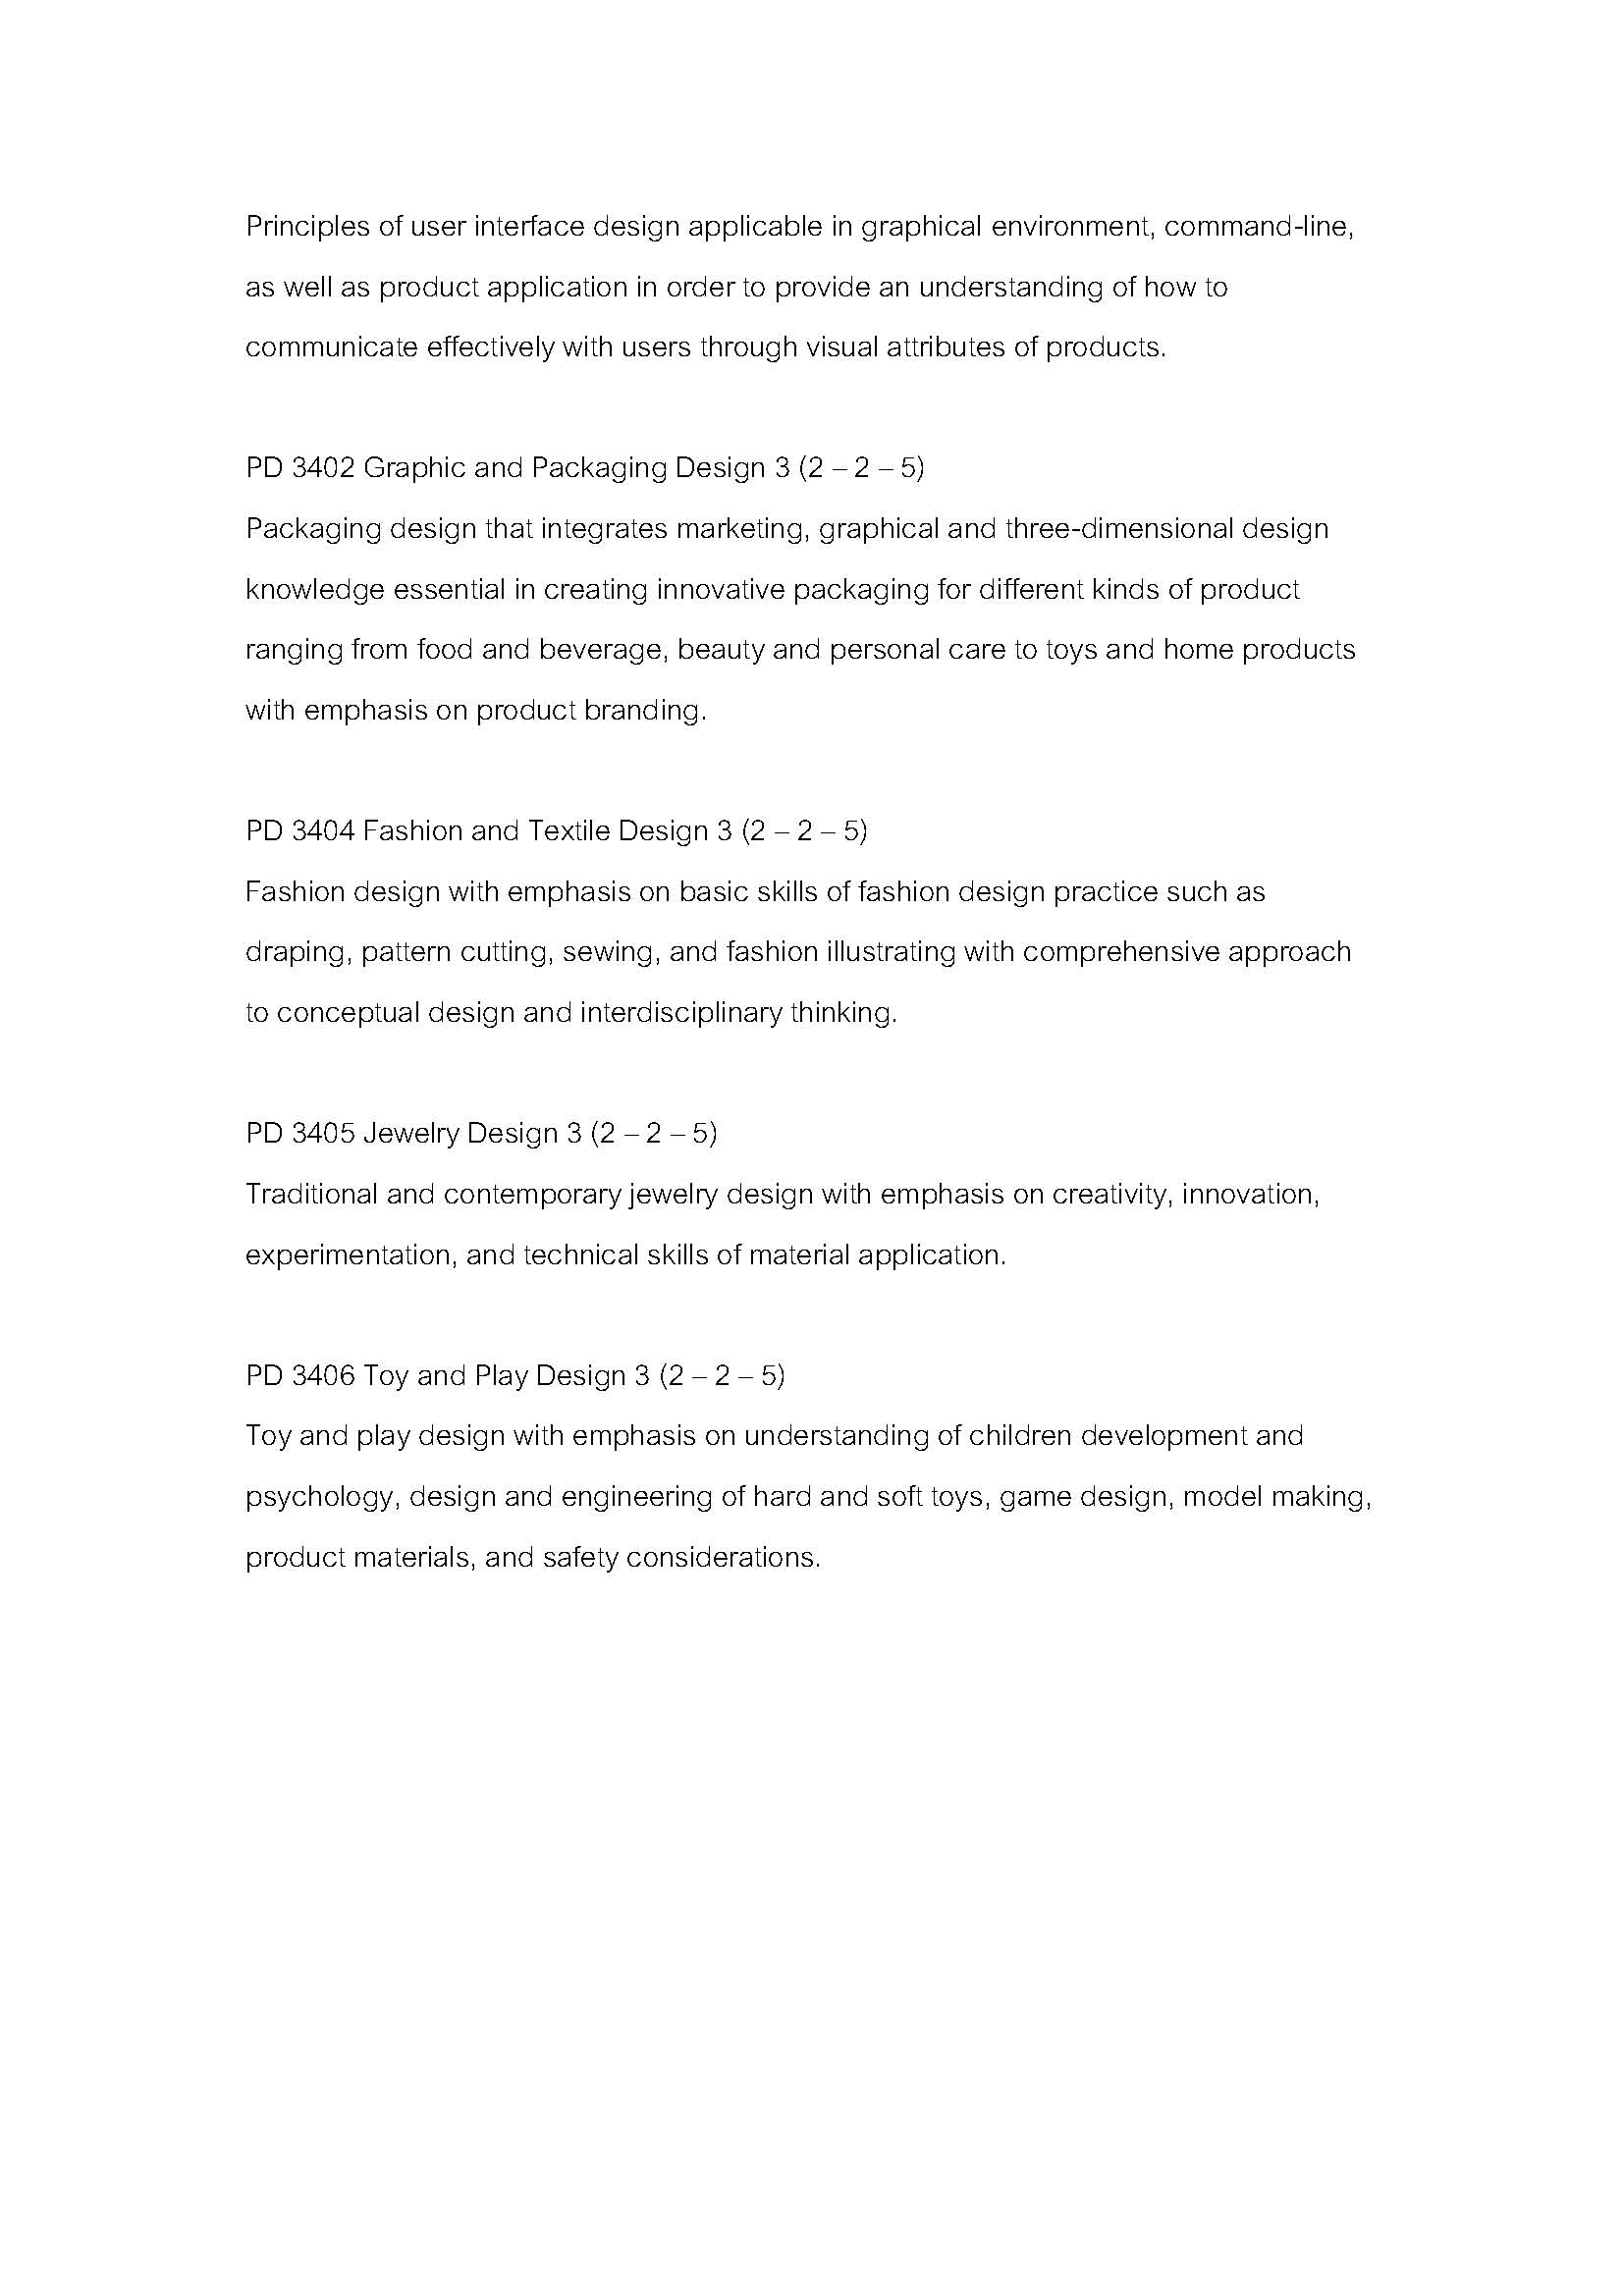 Principles of user interface design applicable in graphical environment, command-line,
as well as product application in order to provide an understanding of how to
communicate effectively with users through visual attributes of products.
PD 3402 Graphic and Packaging Design 3 (2 – 2 – 5)
Packaging design that integrates marketing, graphical and three-dimensional design
knowledge essential in creating innovative packaging for different kinds of product
ranging from food and beverage, beauty and personal care to toys and home products
with emphasis on product branding.
PD 3404 Fashion and Textile Design 3 (2 – 2 – 5)
Fashion design with emphasis on basic skills of fashion design practice such as
draping, pattern cutting, sewing, and fashion illustrating with comprehensive approach
to conceptual design and interdisciplinary thinking.
PD 3405 Jewelry Design 3 (2 – 2 – 5)
Traditional and contemporary jewelry design with emphasis on creativity, innovation,
experimentation, and technical skills of material application.
PD 3406 Toy and Play Design 3 (2 – 2 – 5)
Toy and play design with emphasis on understanding of children development and
psychology, design and engineering of hard and soft toys, game design, model making,
product materials, and safety considerations.